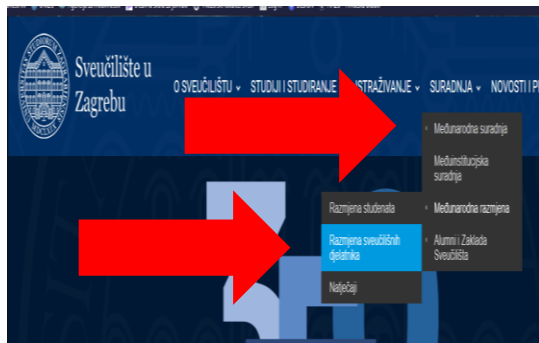 Sveučilište u
Zagrebu
O SVEUČILIŠTU STUDIJI I STUDIRANJE ISTRAŽIVANJE SURADNJA NOVOSTI I
Međunarodna suradnja
Međuinstitucijska
suradnja
Razmjena studenata
Međunarodna razmjena
Razmjena sveučilišnih
djelatnika
Alumni i Zaklada
Sveučilišta
Natječaji